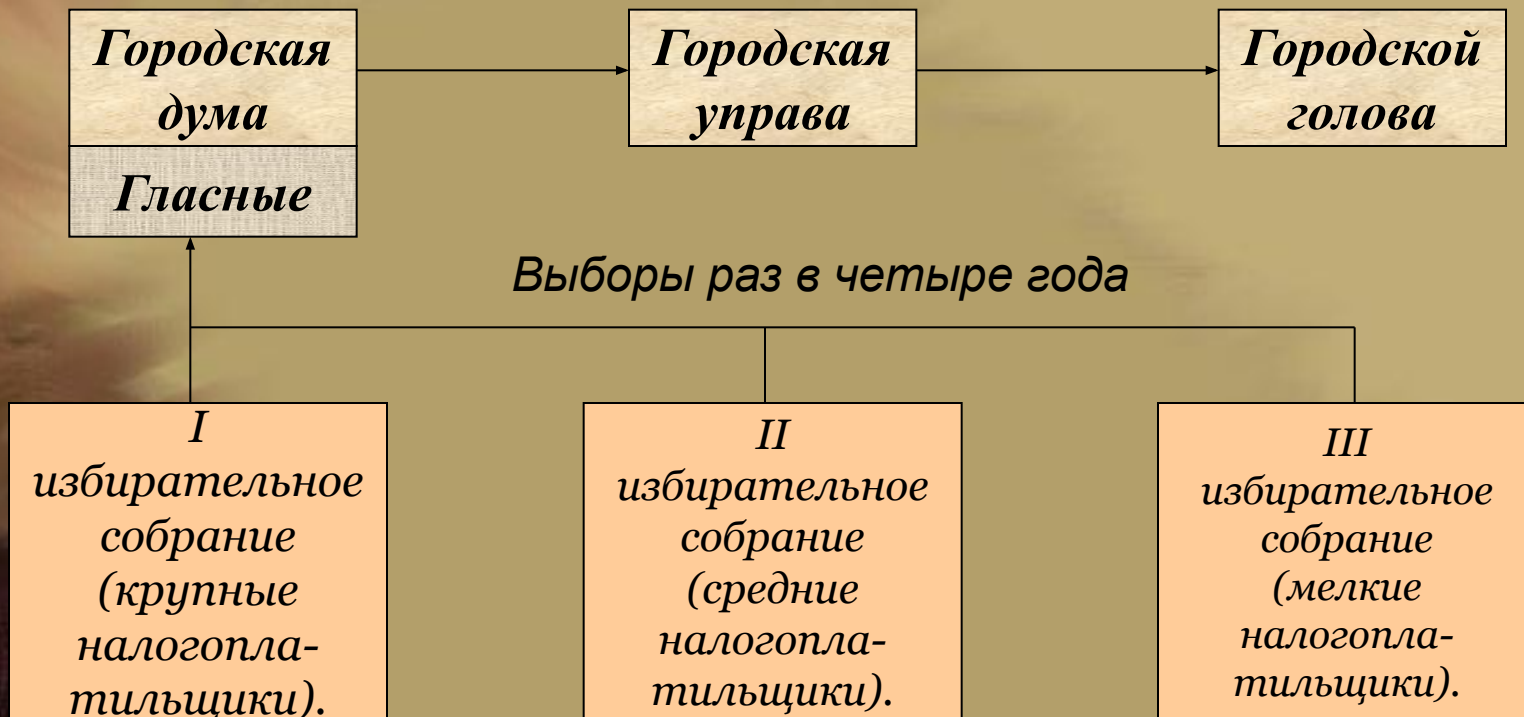 Городская
дума
Гласные
Городская
управа
Городской
голова
Выборы раз в четыре года
I
избирательное
собрание
(крупные
налогопла-
тильщики).
II
избирательное
собрание
(средние
налогопла-
тильщики).
III
избирательное
собрание
(мелкие
налогопла-
тильщики).